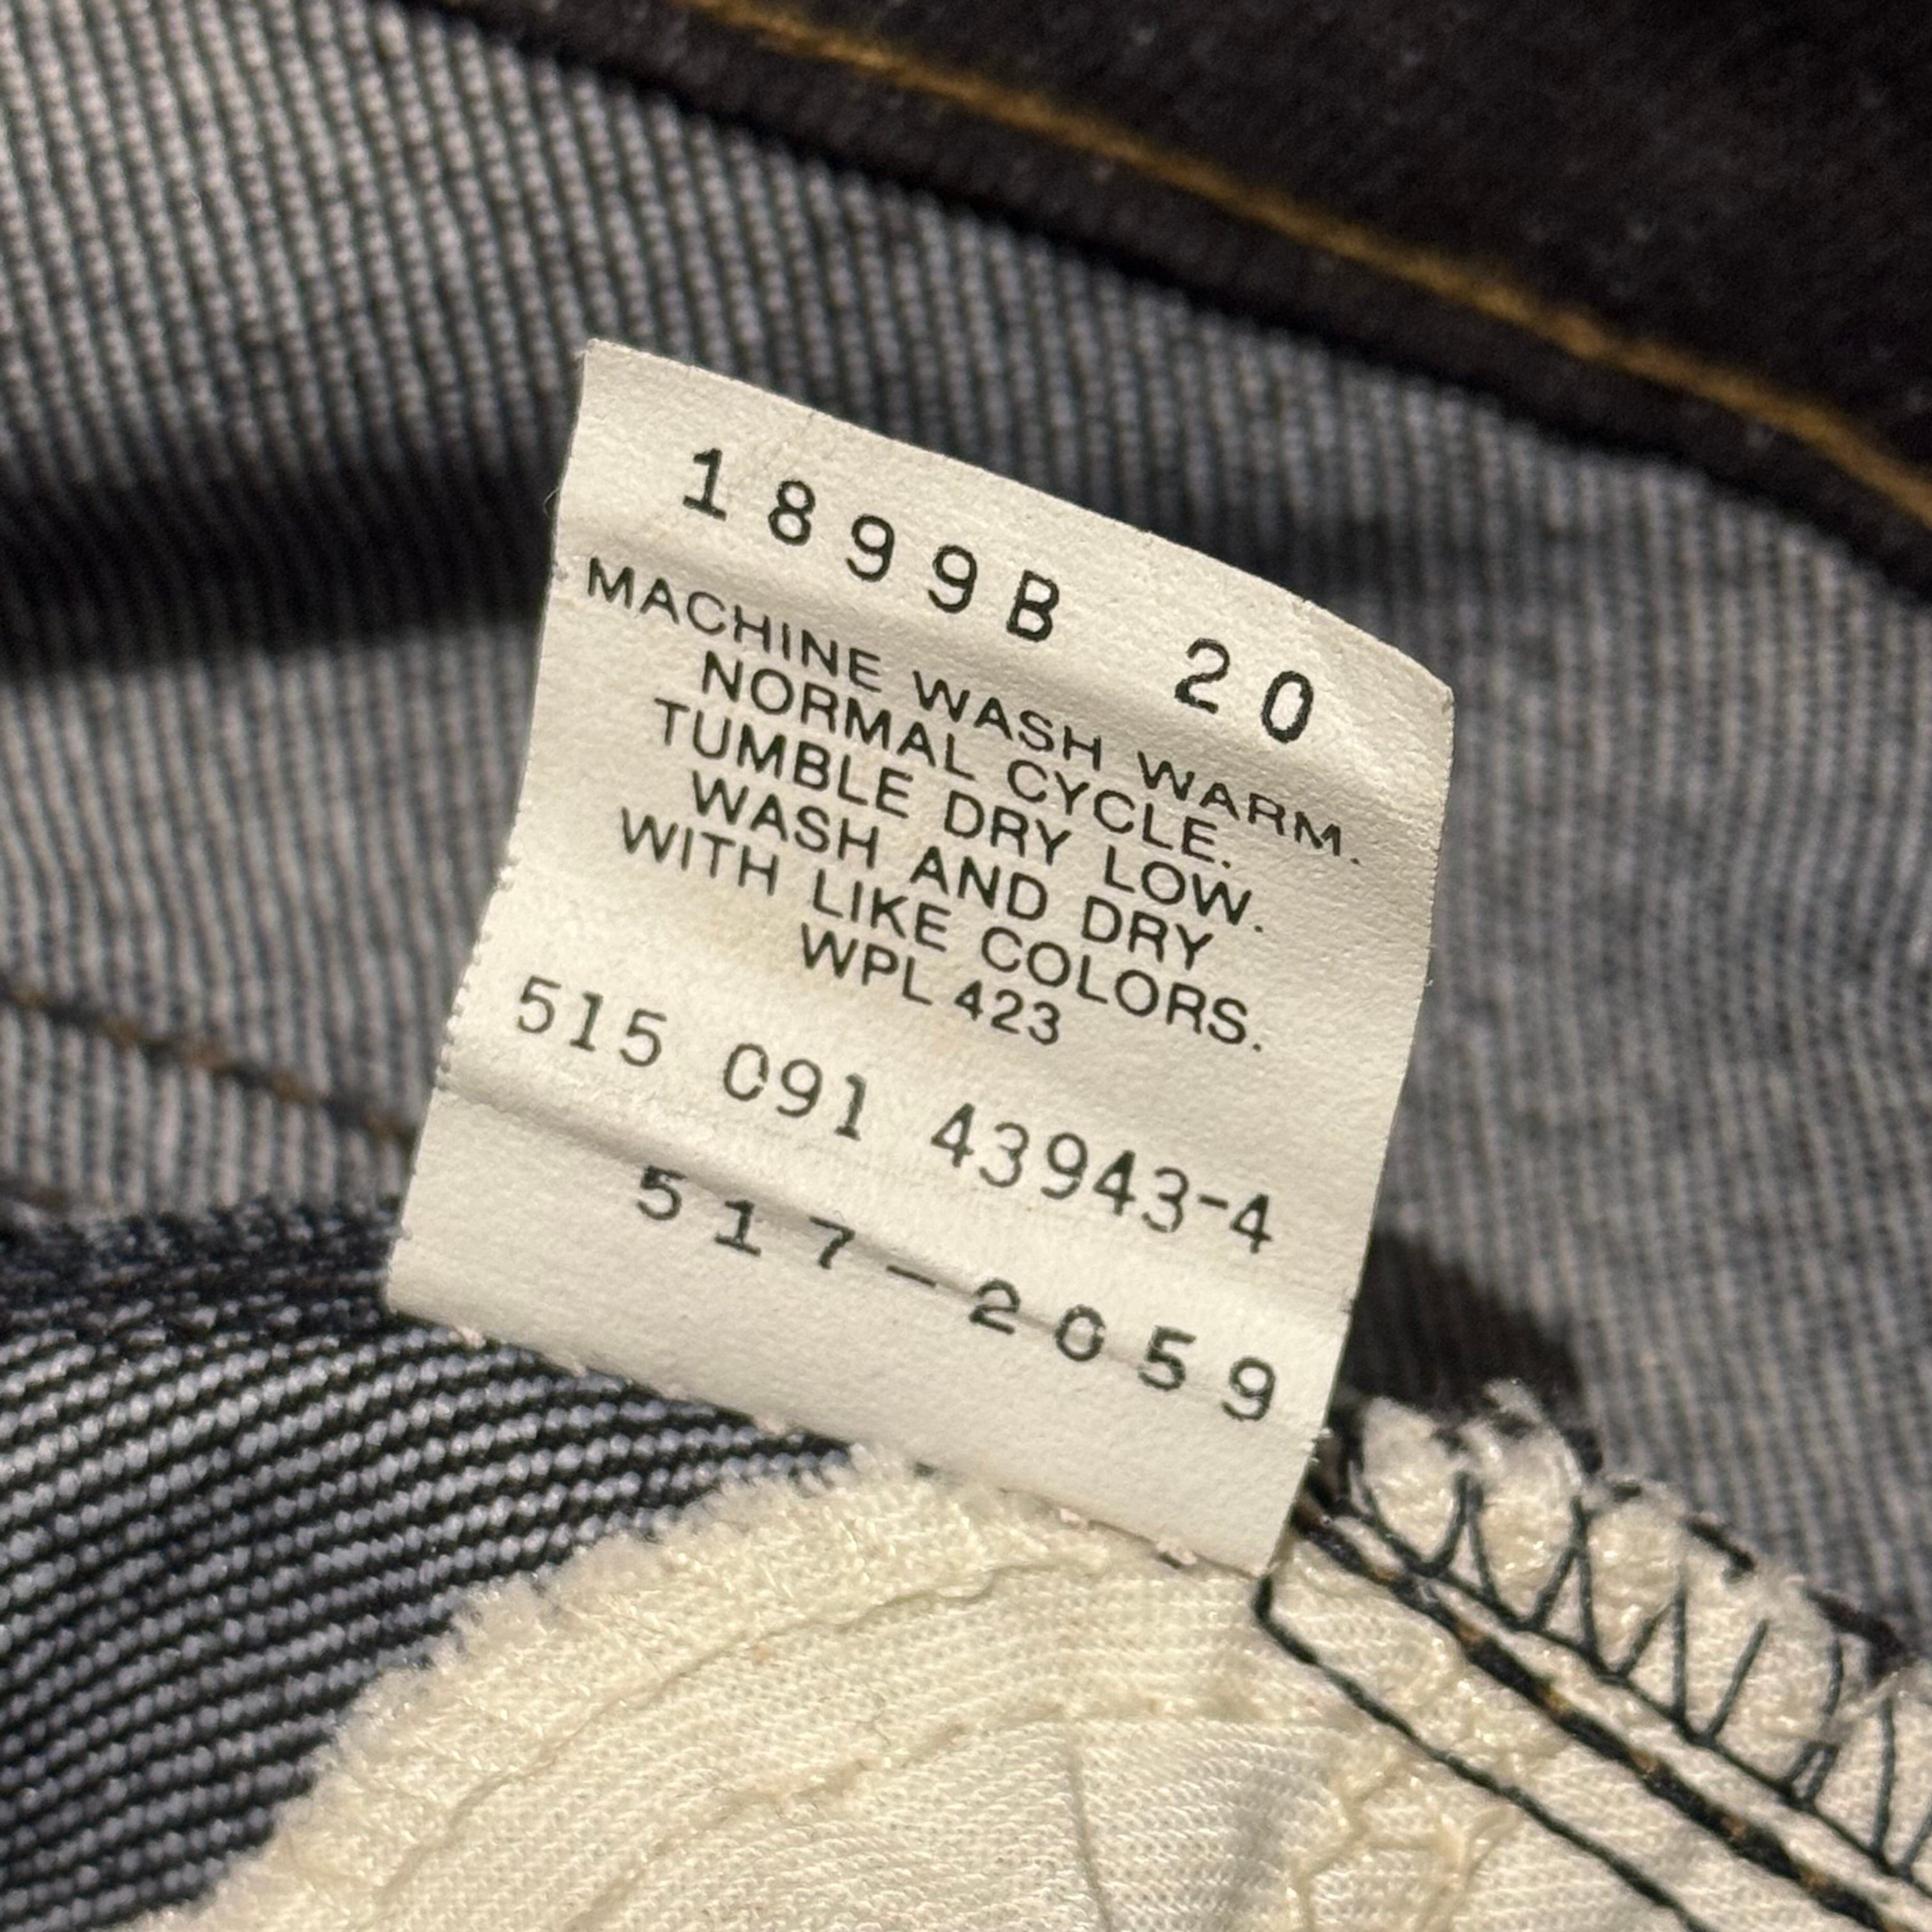 1899B 20
MACHINE WASH WARM.
NORMAL CYCLE.
TUMBLE DRY LOW.
WASH AND DRY
WITH LIKE COLORS.
WPL 423
515 091 43943-4
517-2059